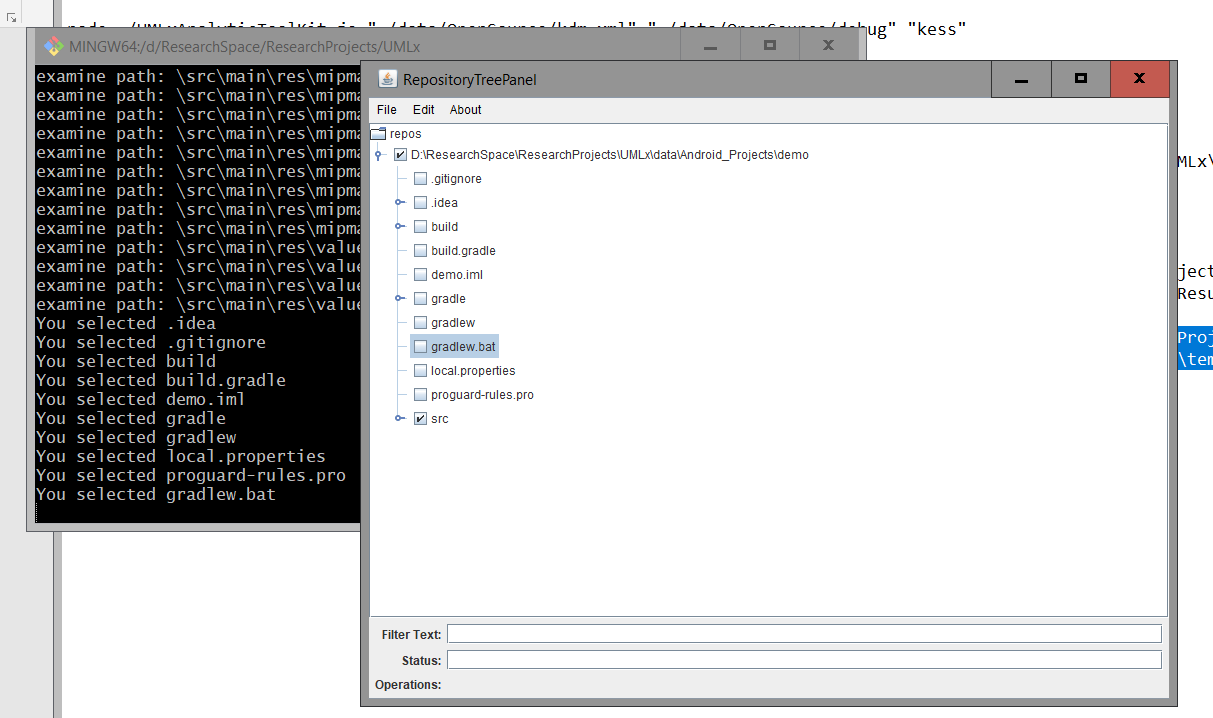 "./data/OpenSource/kdm.xml" "./data/OpenSource/debug" "kess"
MINGW64:/d/ResearchSpace/ResearchProjects/UMLx
examine path: \src\main\res\mipma
examine path: \src\main\res\mipma
examine path: \src\main\res\mipma
examine path: \src\main\res\mipma
examine path: \src\main\res\mipma
examine path: \src\main\res\mipma
examine path: \src\main\res\mipma
examine path: \src\main\res\mipma
examine path: \src\main\res\mipma
examine path: \src\main\res\value
examine path: \src\main\res\value
examine path: \src\main\res\value
examine path: \src\main\res\value
You selected .idea
You selected .gitignore
You selected build
You selected build.gradle
You selected demo.iml
You selected gradle
You selected gradlew
You selected local.properties
You selected proguard-rules.pro
You selected gradlew.bat
RepositoryTreePanel
File Edit About
repos
D:\ResearchSpace\ResearchProjects\UMLx\data\Android_Projects\demo
.gitignore
.idea
build
build.gradle
demo.iml
gradle
gradlew
gradlew.bat
local.properties
proguard-rules.pro
src
Filter Text:
Status:
Operations:
MLx\
ject
Resu
Proj
\tem